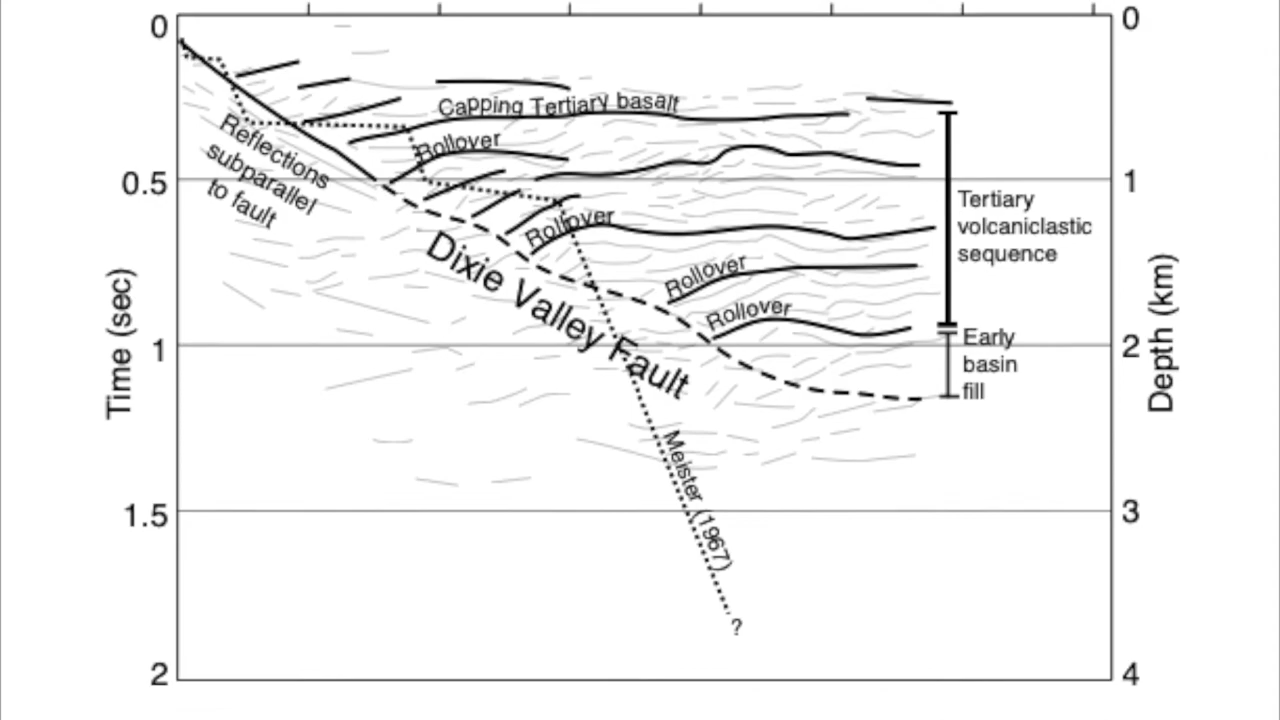 0
0
Capping Tertiary basalt
Reflections
subparallel
to fault
Rollover
0.5
1
Tertiary
volcaniclastic
sequence
Rollover
Dixie Valley Fault
Rollover
Rollover
Time (sec)
Depth (km)
1
2
Early
basin
fill
Meister (1967)
1.5
3
?
2
4